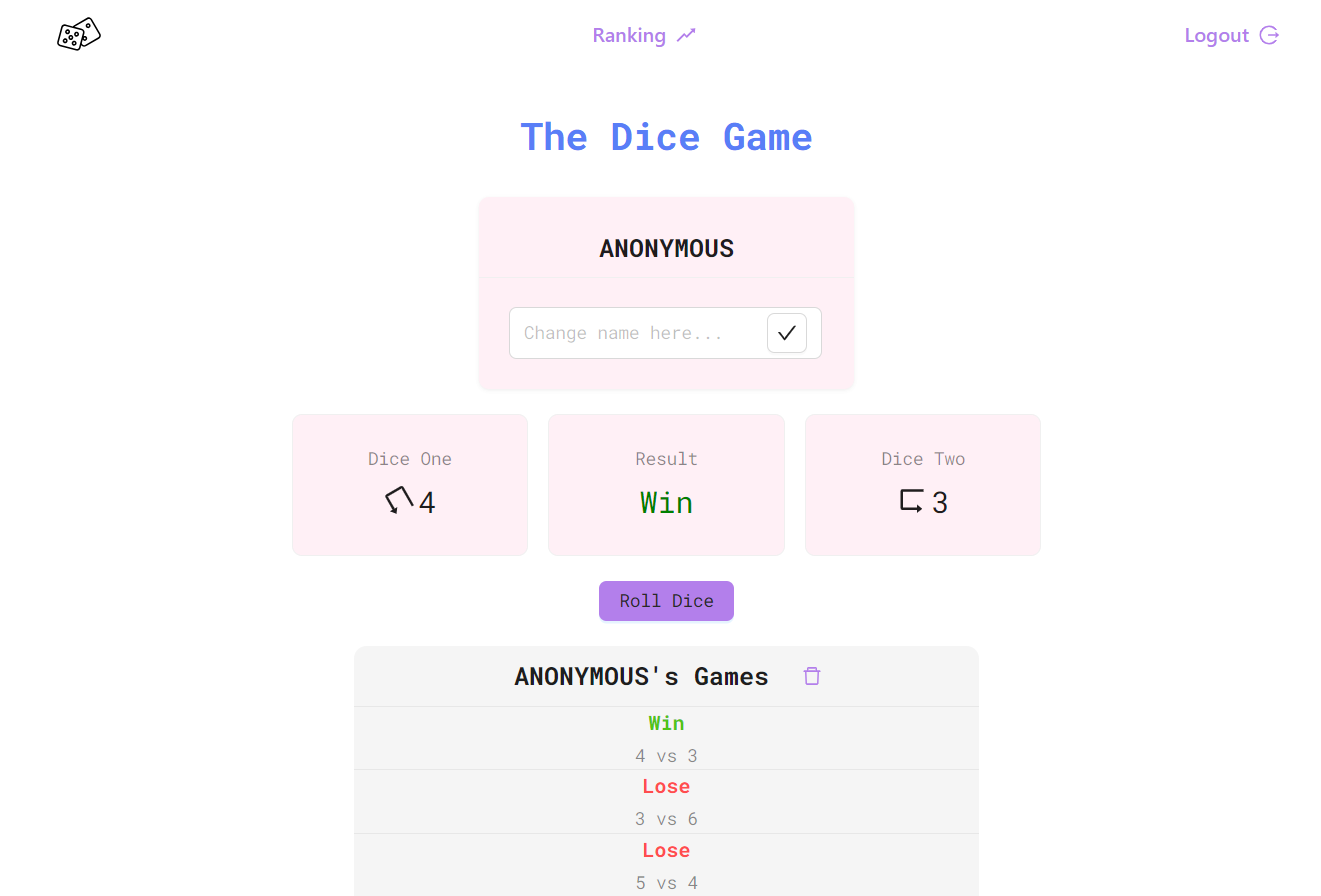 Ranking
Logout
The Dice Game
ANONYMOUS
Change name here...
Dice One
4
Result
Win
Dice Two
3
Roll Dice
ANONYMOUS's Games
Win
4 vs 3
Lose
3 vs 6
Lose
5 vs 4